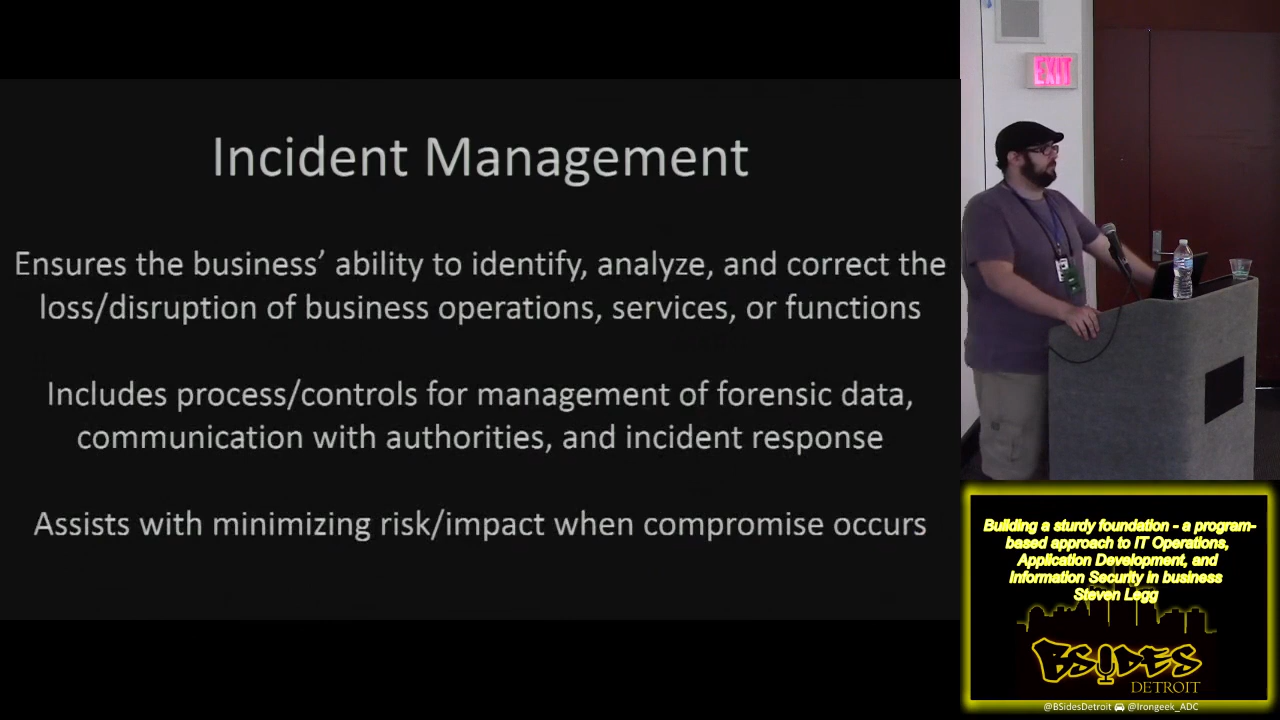 Incident Management
Ensures the business’ ability to identify, analyze, and correct the
loss/disruption of business operations, services, or functions
Includes process/controls for management of forensic data,
communication with authorities, and incident response
Assists with minimizing risk/impact when compromise occurs
EXIT
Building a sturdy foundation - a program-
based approach to IT Operations,
Application Development, and
Information Security in business
Steven Legg
BSIDES
DETROIT
@BSidesDetroit @Irongeek_ADC